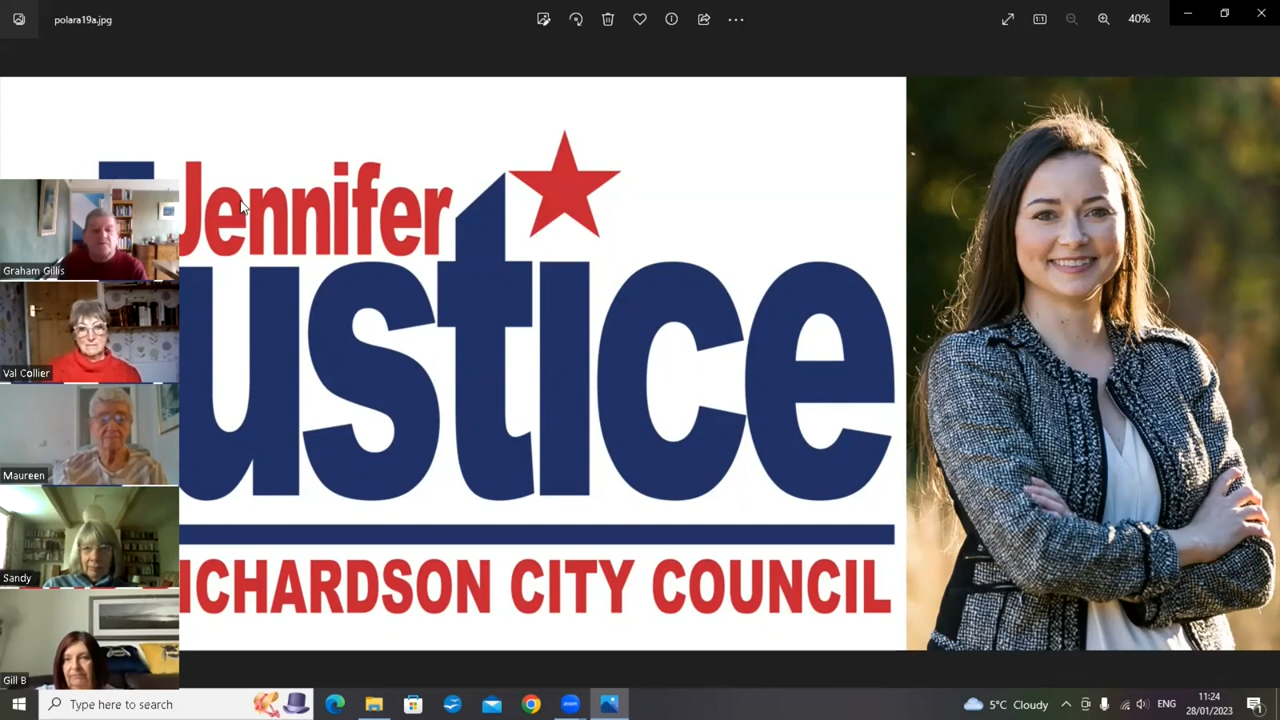 polara19a.jpg
40%
Jennifer
ustice
ICHARDSON CITY COUNCIL
Graham Gillis
Val Collier
Maureen
Sandy
Gill B
Type here to search
zoom
5°C Cloudy
ENG
11:24
28/01/2023